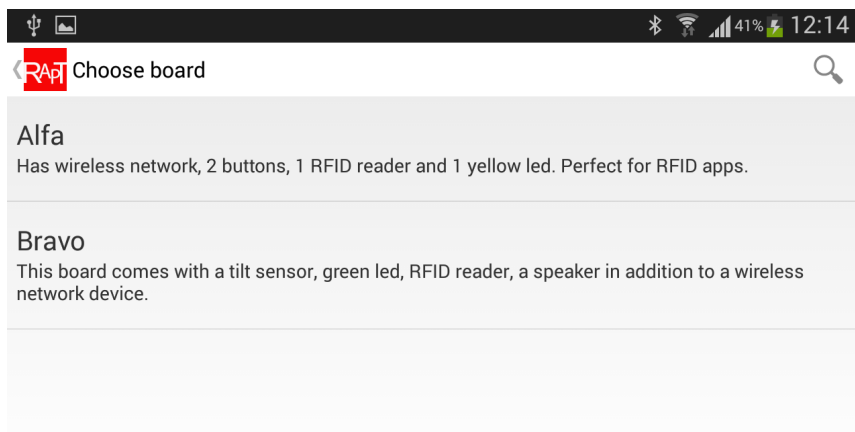 41% 12:14
RApT Choose board
Alfa
Has wireless network, 2 buttons, 1 RFID reader and 1 yellow led. Perfect for RFID apps.
Bravo
This board comes with a tilt sensor, green led, RFID reader, a speaker in addition to a wireless
network device.